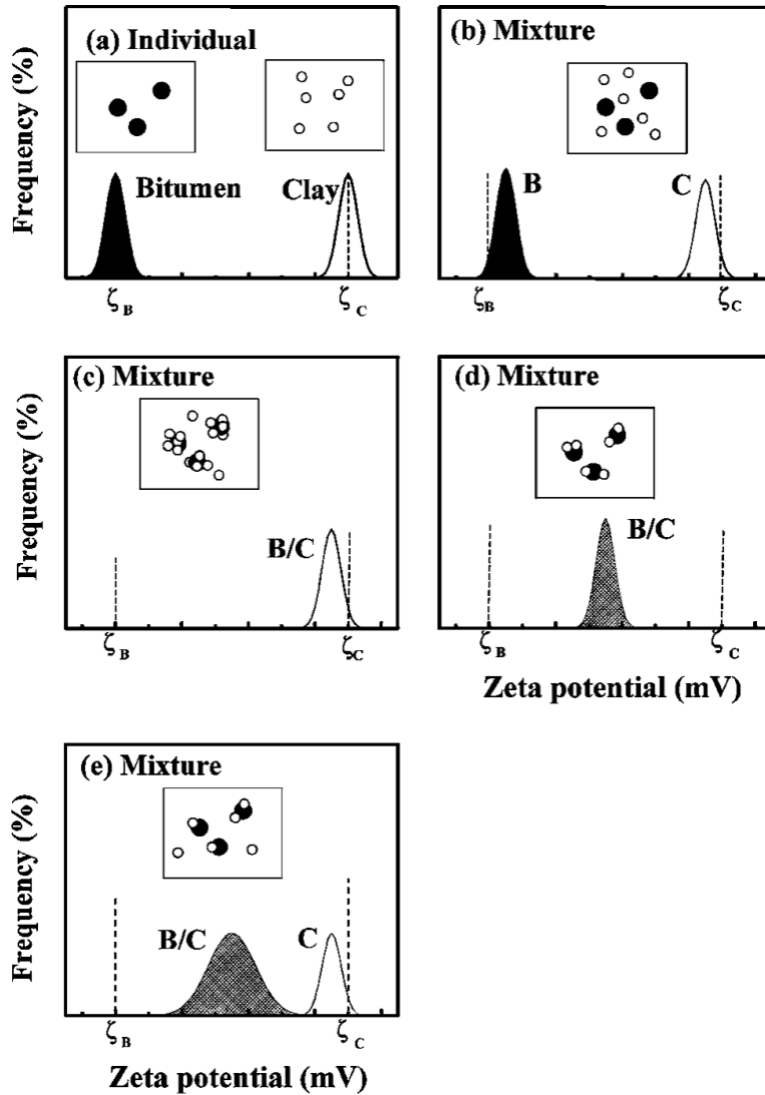 (a) Individual
Frequency (%)
Bitumen
Clay
ζB
ζC
(b) Mixture
Frequency (%)
B
C
ζB
ζC
(c) Mixture
Frequency (%)
B/C
ζB
ζC
(d) Mixture
B/C
ζB
ζC
Zeta potential (mV)
(e) Mixture
Frequency (%)
B/C
C
ζB
ζC
Zeta potential (mV)